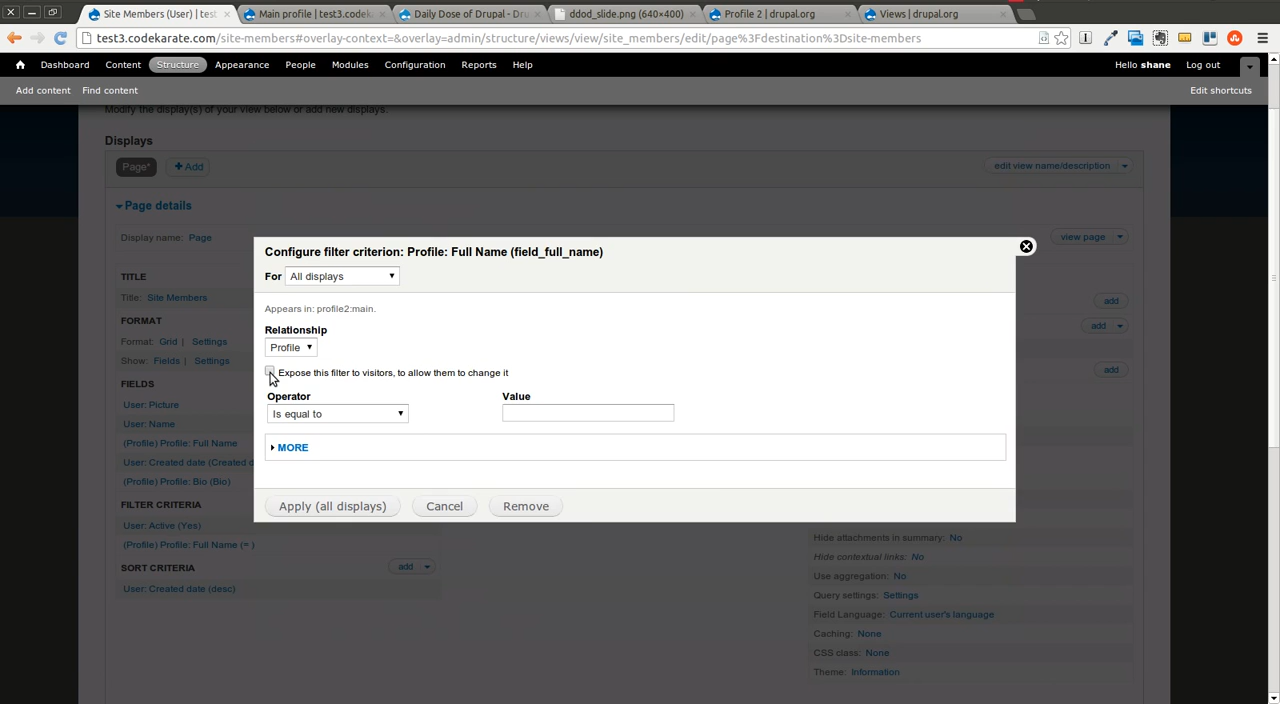 Site Members (User) | test
Main profile | test3.codek
Daily Dose of Drupal - Dru
ddod_slide.png (640×400)
Profile 2 | drupal.org
Views | drupal.org
test3.codekarate.com/site-members#overlay-context=&overlay=admin/structure/views/view/site_members/edit/page%3Fdestination%3Dsite-members
Dashboard Content Structure Appearance People Modules Configuration Reports Help Hello shane Log out
Add content Find content Edit shortcuts
Modify the display(s) of your view below or add new displays.
Displays
Page* + Add edit view name/description
Page details
Display name: Page view page
TITLE
Title: Site Members
FORMAT
Format: Grid | Settings
Show: Fields | Settings
FIELDS
User: Picture
User: Name
(Profile) Profile: Full Name
User: Created date (Created d
(Profile) Profile: Bio (Bio)
FILTER CRITERIA
User: Active (Yes)
(Profile) Profile: Full Name (= )
SORT CRITERIA add
User: Created date (desc)
Configure filter criterion: Profile: Full Name (field_full_name)
For All displays
Appears in: profile2:main.
Relationship
Profile
Expose this filter to visitors, to allow them to change it
Operator Value
Is equal to
MORE
Apply (all displays) Cancel Remove
add
add
add
Hide attachments in summary: No
Hide contextual links: No
Use aggregation: No
Query settings: Settings
Field Language: Current user's language
Caching: None
CSS class: None
Theme: Information